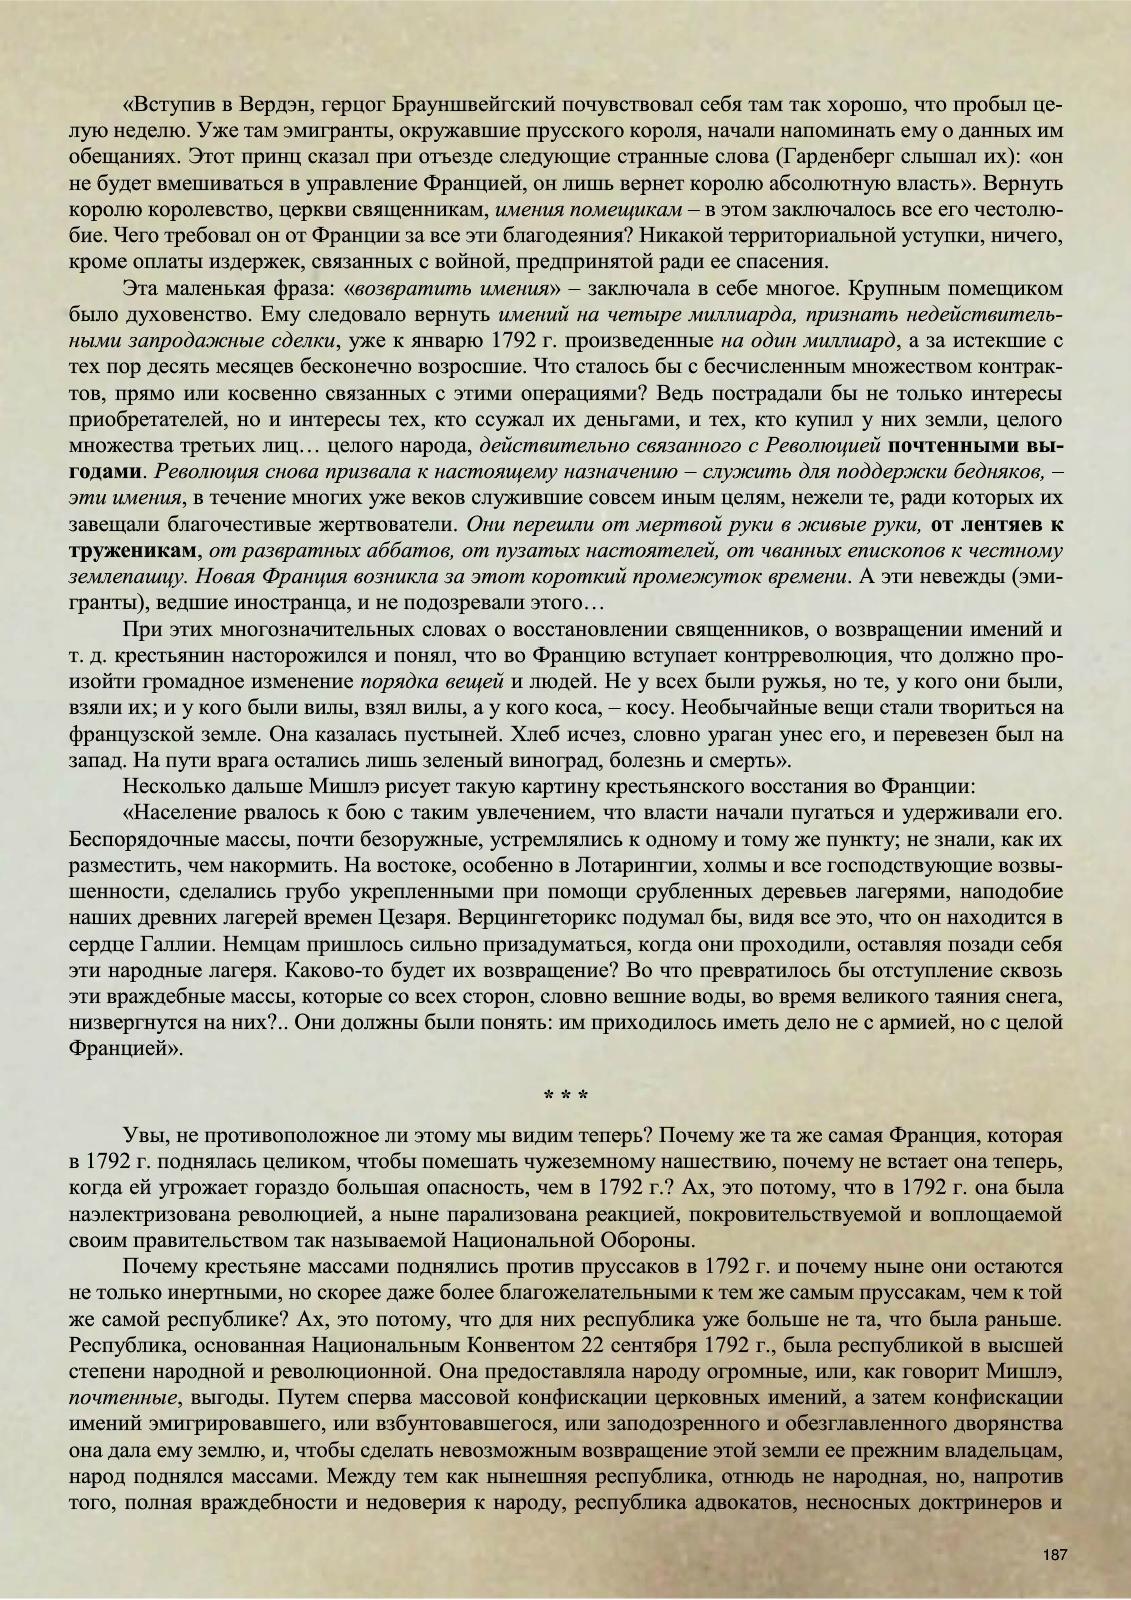 «Вступив в Вердэн, герцог Брауншвейгский почувствовал себя там так хорошо, что пробыл це-
лую неделю. Уже там эмигранты, окружавшие прусского короля, начали напоминать ему о данных им
обещаниях. Этот принц сказал при отъезде следующие странные слова (Гарденберг слышал их): «он
не будет вмешиваться в управление Францией, он лишь вернет королю абсолютную власть». Вернуть
королю королевство, церкви священникам, имения помещикам – в этом заключалось все его честолю-
бие. Чего требовал он от Франции за все эти благодеяния? Никакой территориальной уступки, ничего,
кроме оплаты издержек, связанных с войной, предпринятой ради ее спасения.
Эта маленькая фраза: «возвратить имения» – заключала в себе многое. Крупным помещиком
было духовенство. Ему следовало вернуть имений на четыре миллиарда, признать недействитель-
ными запродажные сделки, уже к январю 1792 г. произведенные на один миллиард, а за истекшие с
тех пор десять месяцев бесконечно возросшие. Что сталось бы с бесчисленным множеством контрак-
тов, прямо или косвенно связанных с этими операциями? Ведь пострадали бы не только интересы
приобретателей, но и интересы тех, кто ссужал их деньгами, и тех, кто купил у них земли, целого
множества третьих лиц… целого народа, действительно связанного с Революцией почтенными вы-
годами. Революция снова призвала к настоящему назначению – служить для поддержки бедняков, –
эти имения, в течение многих уже веков служившие совсем иным целям, нежели те, ради которых их
завещали благочестивые жертвователи. Они перешли от мертвой руки в живые руки, от лентяев к
труженикам, от развратных аббатов, от пузатых настоятелей, от чванных епископов к честному
землепашцу. Новая Франция возникла за этот короткий промежуток времени. А эти невежды (эми-
гранты), ведшие иностранца, и не подозревали этого…
При этих многозначительных словах о восстановлении священников, о возвращении имений и
т. д. крестьянин насторожился и понял, что во Францию вступает контрреволюция, что должно про-
изойти громадное изменение порядка вещей и людей. Не у всех были ружья, но те, у кого они были,
взяли их; и у кого были вилы, взял вилы, а у кого коса, – косу. Необычайные вещи стали твориться на
французской земле. Она казалась пустыней. Хлеб исчез, словно ураган унес его, и перевезен был на
запад. На пути врага остались лишь зеленый виноград, болезнь и смерть».
Несколько дальше Мишлэ рисует такую картину крестьянского восстания во Франции:
«Население рвалось к бою с таким увлечением, что власти начали пугаться и удерживали его.
Беспорядочные массы, почти безоружные, устремлялись к одному и тому же пункту; не знали, как их
разместить, чем накормить. На востоке, особенно в Лотарингии, холмы и все господствующие возвы-
шенности, сделались грубо укрепленными при помощи срубленных деревьев лагерями, наподобие
наших древних лагерей времен Цезаря. Верцингеторикс подумал бы, видя все это, что он находится в
сердце Галлии. Немцам пришлось сильно призадуматься, когда они проходили, оставляя позади себя
эти народные лагеря. Каково-то будет их возвращение? Во что превратилось бы отступление сквозь
эти враждебные массы, которые со всех сторон, словно вешние воды, во время великого таяния снега,
низвергнутся на них?.. Они должны были понять: им приходилось иметь дело не с армией, но с целой
Францией».
* * *
Увы, не противоположное ли этому мы видим теперь? Почему же та же самая Франция, которая
в 1792 г. поднялась целиком, чтобы помешать чужеземному нашествию, почему не встает она теперь,
когда ей угрожает гораздо большая опасность, чем в 1792 г.? Ах, это потому, что в 1792 г. она была
наэлектризована революцией, а ныне парализована реакцией, покровительствуемой и воплощаемой
своим правительством так называемой Национальной Обороны.
Почему крестьяне массами поднялись против пруссаков в 1792 г. и почему ныне они остаются
не только инертными, но скорее даже более благожелательными к тем же самым пруссакам, чем к той
же самой республике? Ах, это потому, что для них республика уже больше не та, что была раньше.
Республика, основанная Национальным Конвентом 22 сентября 1792 г., была республикой в высшей
степени народной и революционной. Она предоставляла народу огромные, или, как говорит Мишлэ,
почтенные, выгоды. Путем сперва массовой конфискации церковных имений, а затем конфискации
имений эмигрировавшего, или взбунтовавшегося, или заподозренного и обезглавленного дворянства
она дала ему землю, и, чтобы сделать невозможным возвращение этой земли ее прежним владельцам,
народ поднялся массами. Между тем как нынешняя республика, отнюдь не народная, но, напротив
того, полная враждебности и недоверия к народу, республика адвокатов, несносных доктринеров и
187